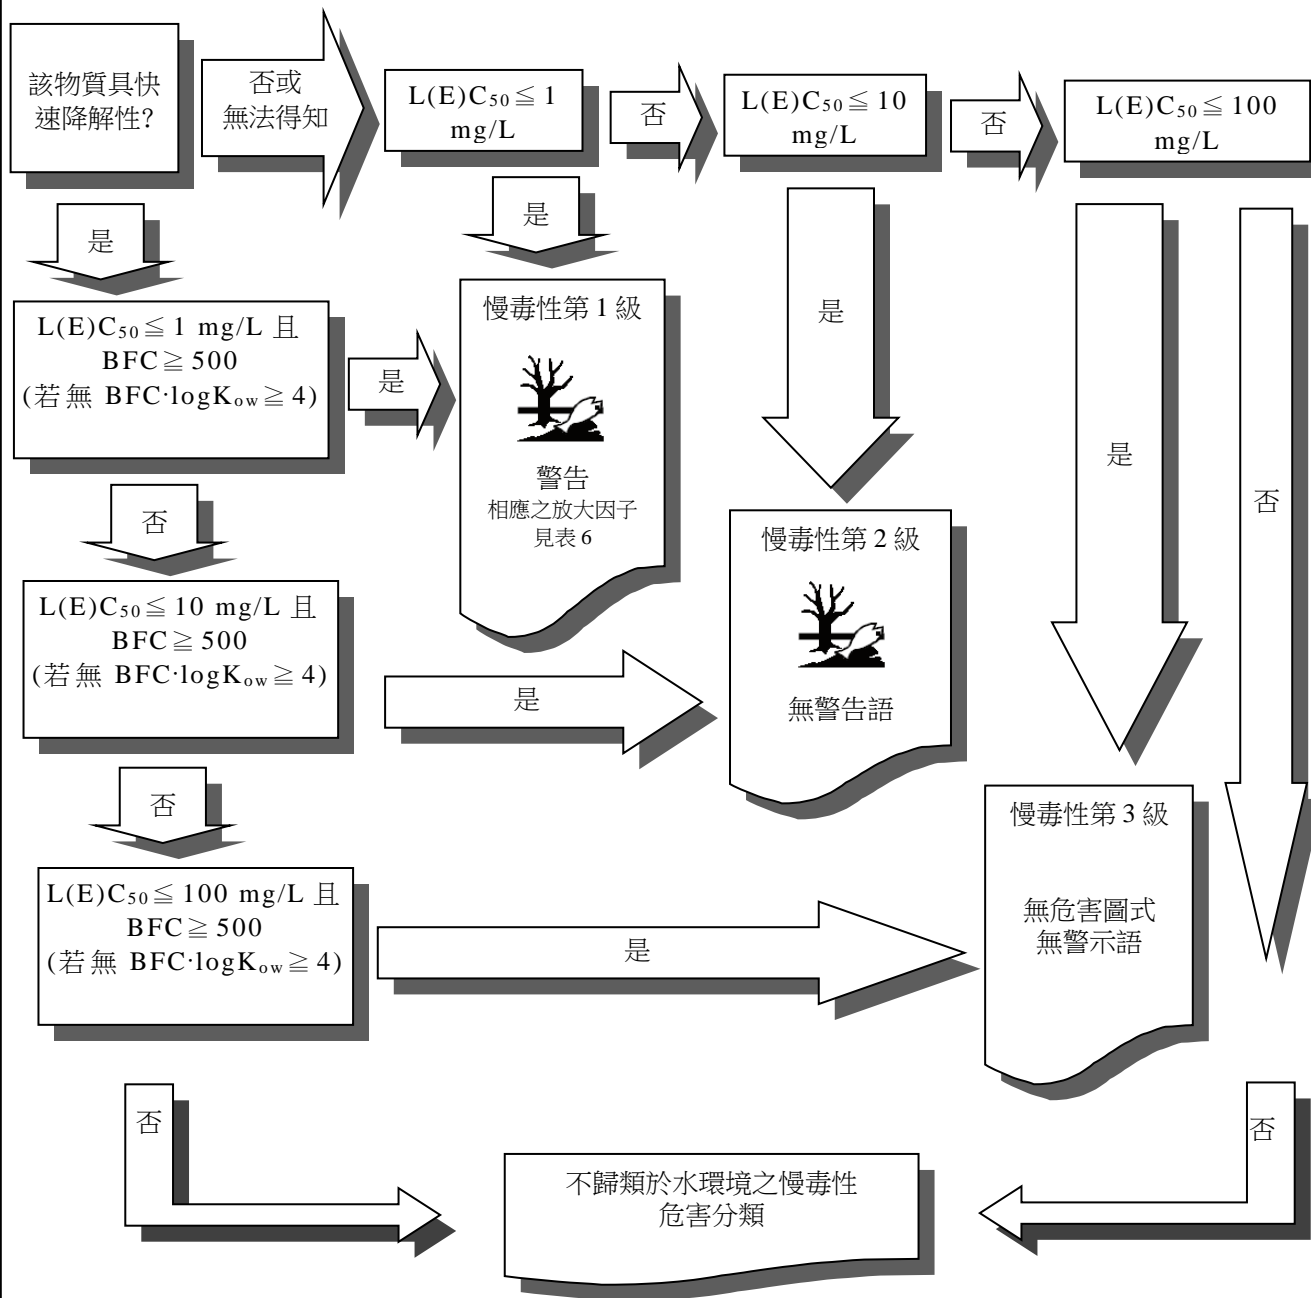 該物質具快
速降解性?
否或
無法得知
L(E)C50≦1
mg/L
否
L(E)C50≦10
mg/L
否
L(E)C50≦100
mg/L
是
是
是
是
否
L(E)C50≦1 mg/L 且
BFC≧500
(若無 BFC·logKow≧4)
是
慢毒性第 1 級
警告
相應之放大因子
見表 6
否
慢毒性第 2 級
無警告語
L(E)C50≦10 mg/L 且
BFC≧500
(若無 BFC·logKow≧4)
是
否
慢毒性第 3 級
無危害圖式
無警示語
L(E)C50≦100 mg/L 且
BFC≧500
(若無 BFC·logKow≧4)
是
否
否
不歸類於水環境之慢毒性
危害分類